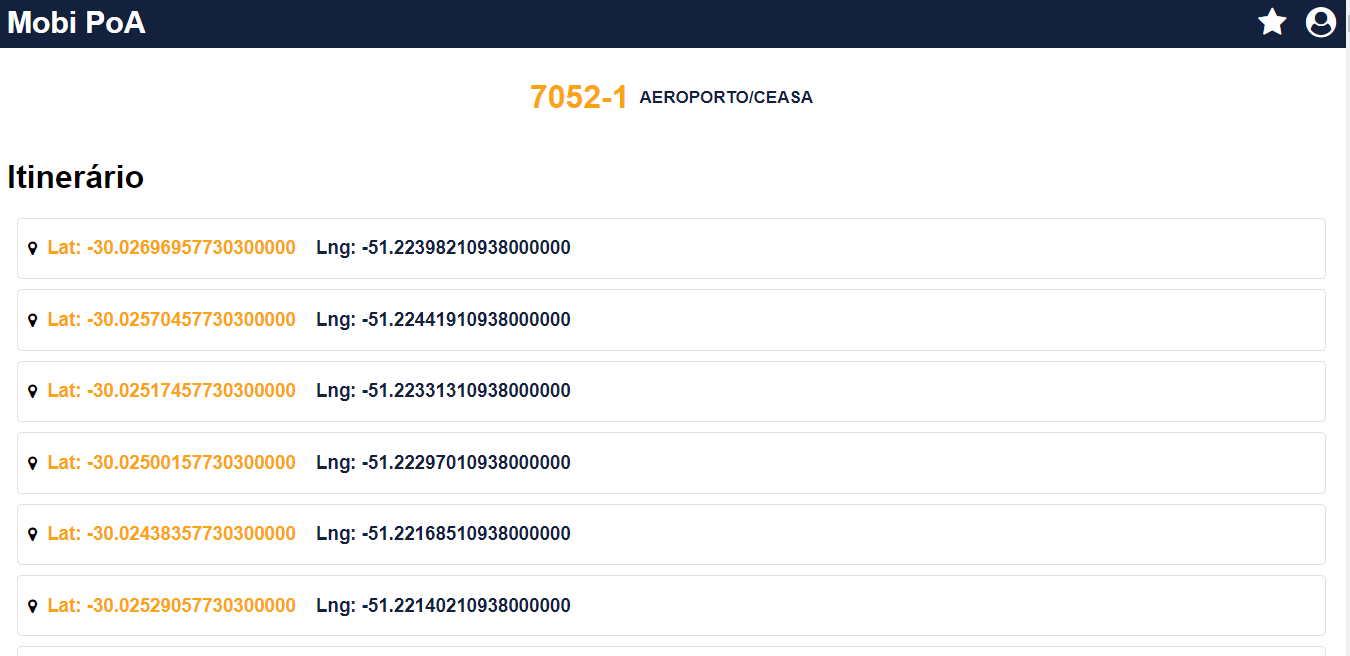 Mobi PoA
7052-1 AEROPORTO/CEASA
Itinerário
Lat: -30.02696957730300000 Lng: -51.22398210938000000
Lat: -30.02570457730300000 Lng: -51.22441910938000000
Lat: -30.02517457730300000 Lng: -51.22331310938000000
Lat: -30.02500157730300000 Lng: -51.22297010938000000
Lat: -30.02438357730300000 Lng: -51.22168510938000000
Lat: -30.02529057730300000 Lng: -51.22140210938000000